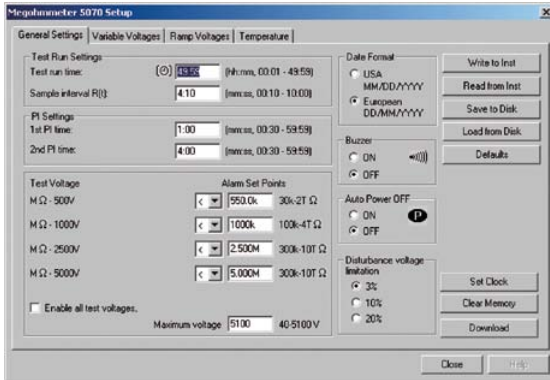 Megohmmeter 5070 Setup
General Settings
Variable Voltages
Ramp Voltages
Temperature
Test Run Settings
Test run time: 49:59 (hh:mm, 00:01 - 49:59)
Sample interval R(t): 4:10 (mm:ss, 00:10 - 10:00)
PI Settings
1st PI time: 1:00 (mm:ss, 00:30 - 59:59)
2nd PI time: 4:00 (mm:ss, 00:30 - 59:59)
Test Voltage Alarm Set Points
M Ω - 500V < 550.0k 30k-2T Ω
M Ω - 1000V < 1000k 100k-4T Ω
M Ω - 2500V < 2.500M 300k-10T Ω
M Ω - 5000V < 5.000M 300k-10T Ω
Enable all test voltages.
Maximum voltage 5100 40-5100 V
Date Format
USA
MM/DD/YYYY
European
DD/MM/YYYY
Buzzer
ON
OFF
Auto Power OFF
ON
P
OFF
Disturbance voltage
limitation
3%
10%
20%
Write to Inst
Read from Inst
Save to Disk
Load from Disk
Defaults
Set Clock
Clear Memory
Download
Close
Help